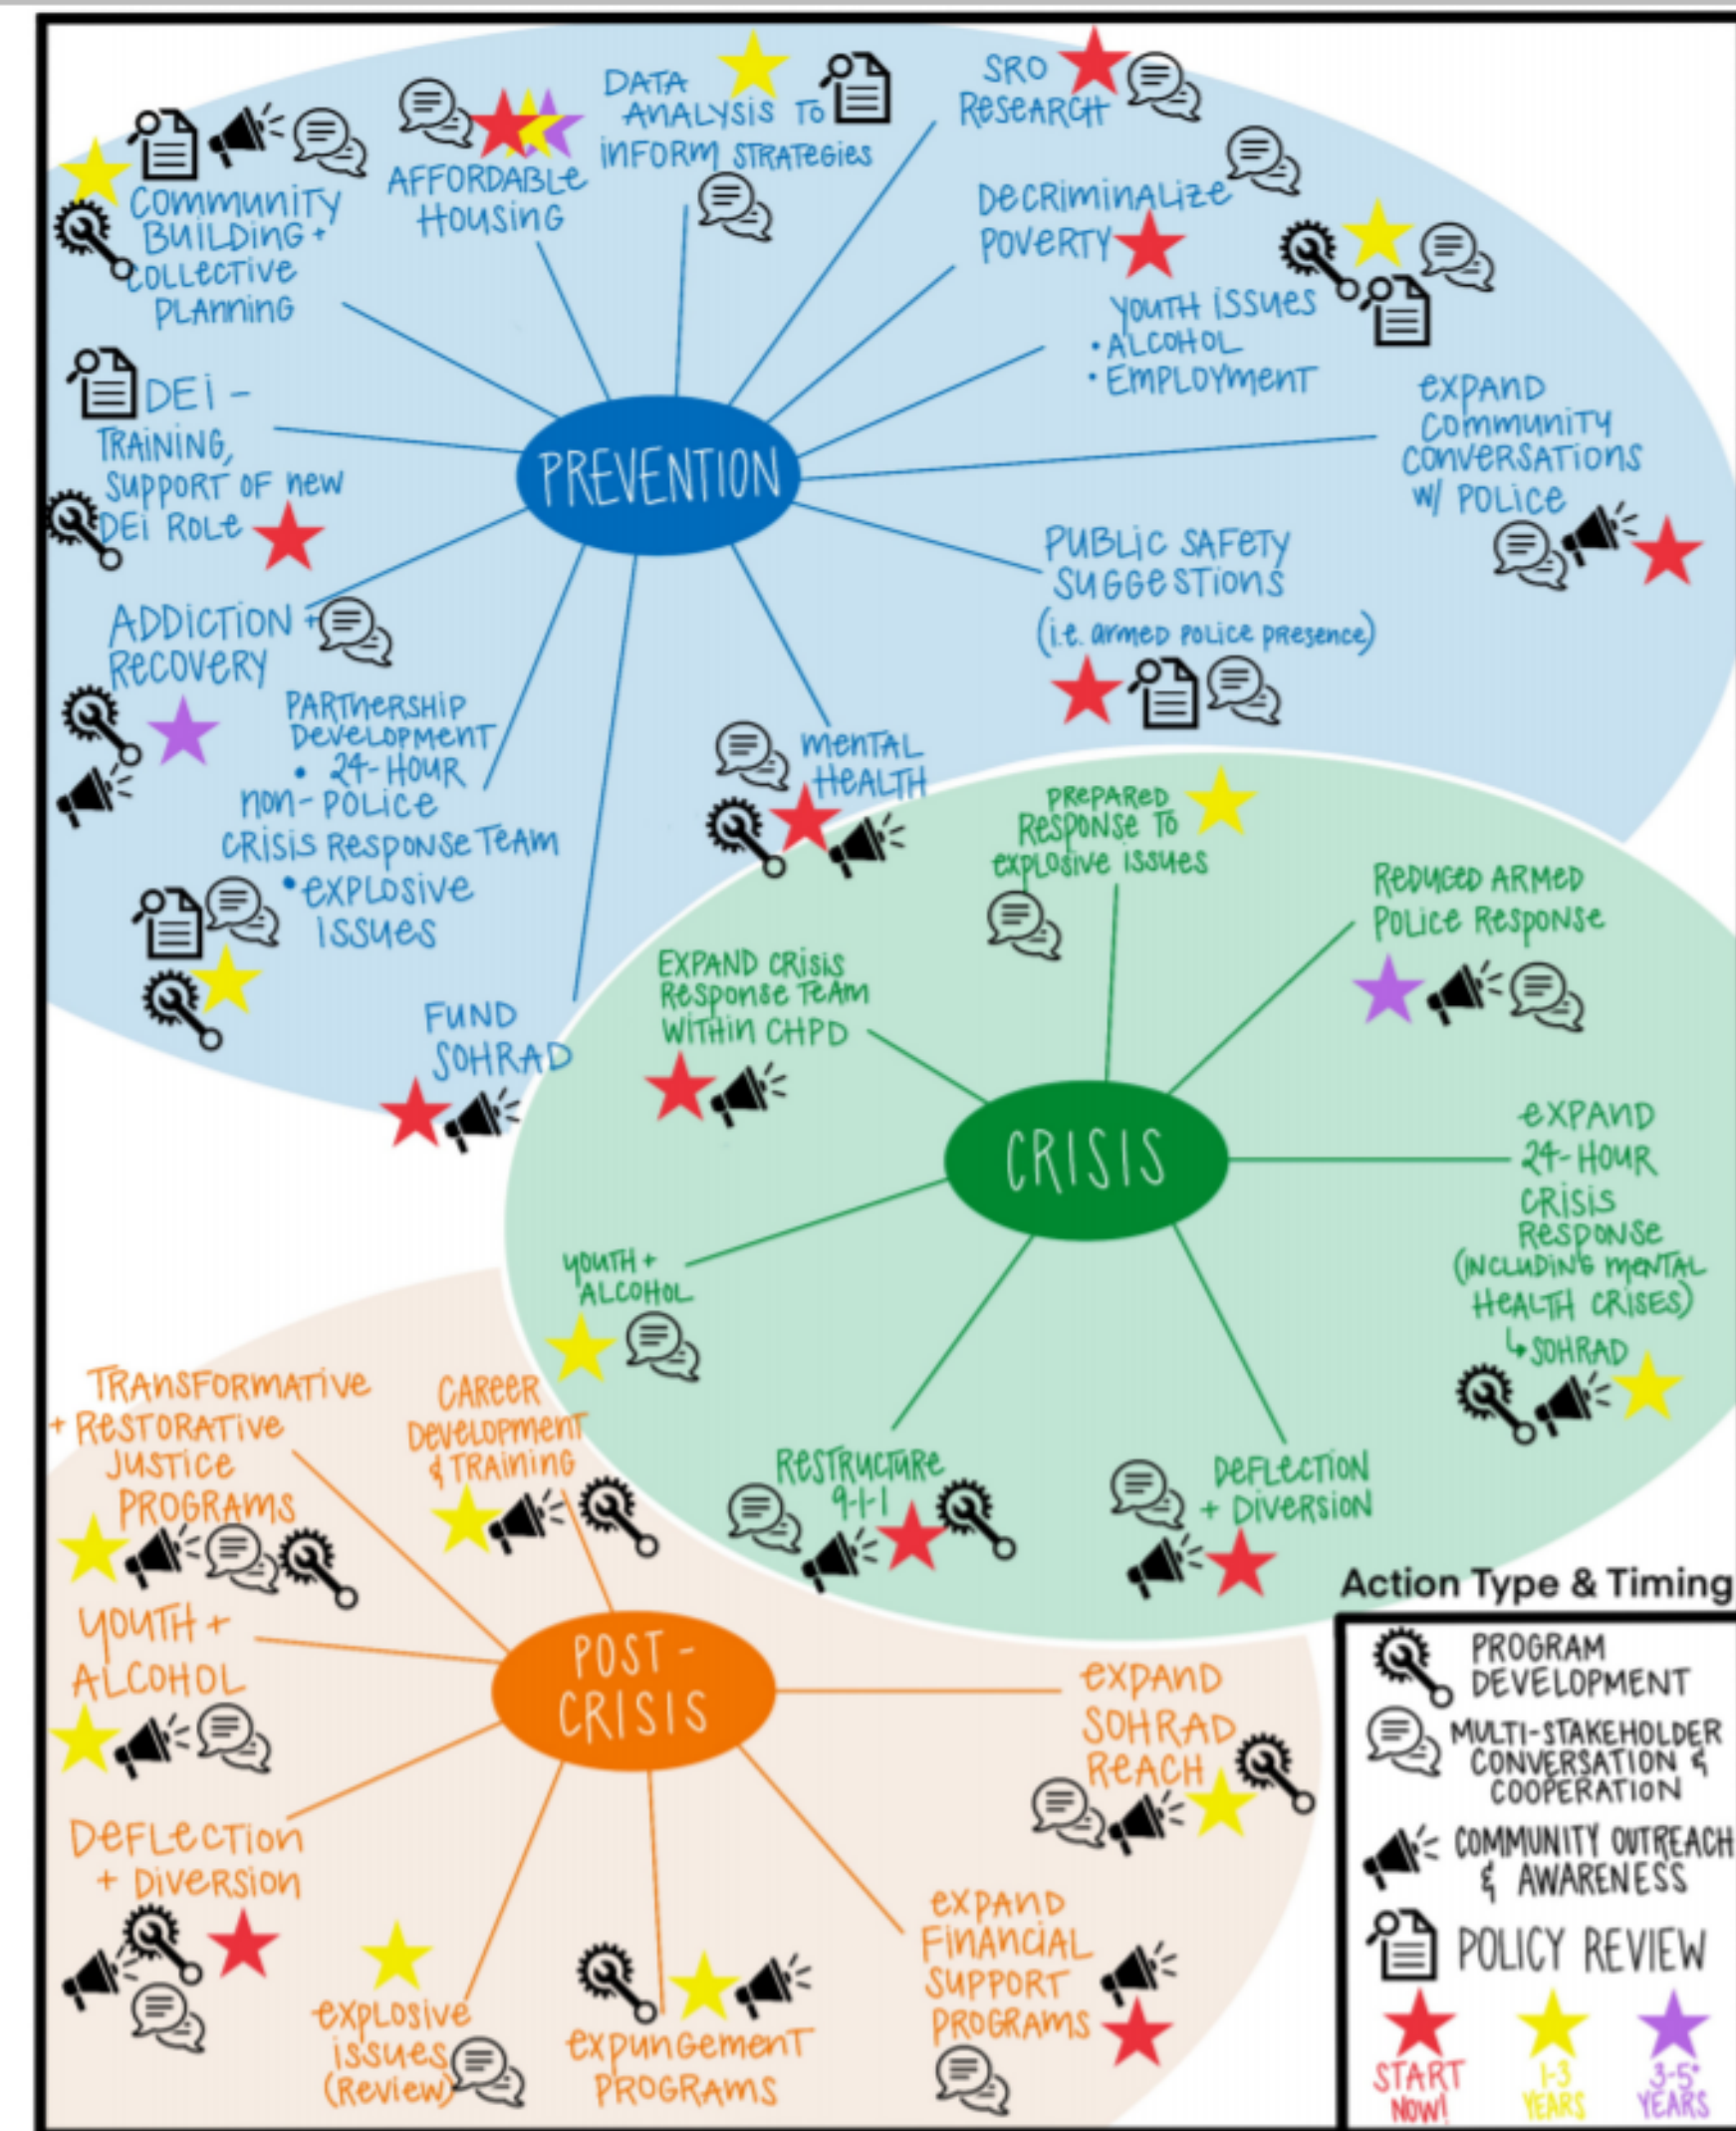 COMMUNITY
BUILDING +
COLLECTIVE
PLANNING
AFFORDABLE
HOUSING
DATA
ANALYSIS TO
INFORM STRATEGIES
SRO
RESEARCH
DECRIMINALIZE
POVERTY
YOUTH ISSUES
• ALCOHOL
• EMPLOYMENT
EXPAND
COMMUNITY
CONVERSATIONS
W/ POLICE
DEI -
TRAINING,
SUPPORT OF NEW
DEI ROLE
PREVENTION
PUBLIC SAFETY
SUGGESTIONS
(i.e. ARMED POLICE PRESENCE)
ADDICTION +
RECOVERY
PARTNERSHIP
DEVELOPMENT
• 24-HOUR
NON-POLICE
CRISIS RESPONSE TEAM
• EXPLOSIVE
ISSUES
MENTAL
HEALTH
FUND
SOHRAD
PREPARED
RESPONSE TO
EXPLOSIVE ISSUES
REDUCED ARMED
POLICE RESPONSE
EXPAND CRISIS
RESPONSE TEAM
WITHIN CHPD
CRISIS
EXPAND
24-HOUR
CRISIS
RESPONSE
(INCLUDING MENTAL
HEALTH CRISES)
↳ SOHRAD
YOUTH +
ALCOHOL
RESTRUCTURE
9-1-1
DEFLECTION
+ DIVERSION
TRANSFORMATIVE
+ RESTORATIVE
JUSTICE
PROGRAMS
CAREER
DEVELOPMENT
& TRAINING
YOUTH +
ALCOHOL
POST-
CRISIS
EXPAND
SOHRAD
REACH
DEFLECTION
+ DIVERSION
EXPLOSIVE
ISSUES
(REVIEW)
EXPUNGEMENT
PROGRAMS
EXPAND
FINANCIAL
SUPPORT
PROGRAMS
Action Type & Timing
PROGRAM
DEVELOPMENT
MULTI-STAKEHOLDER
CONVERSATION &
COOPERATION
COMMUNITY OUTREACH
& AWARENESS
POLICY REVIEW
START
NOW!
1-3
YEARS
3-5+
YEARS